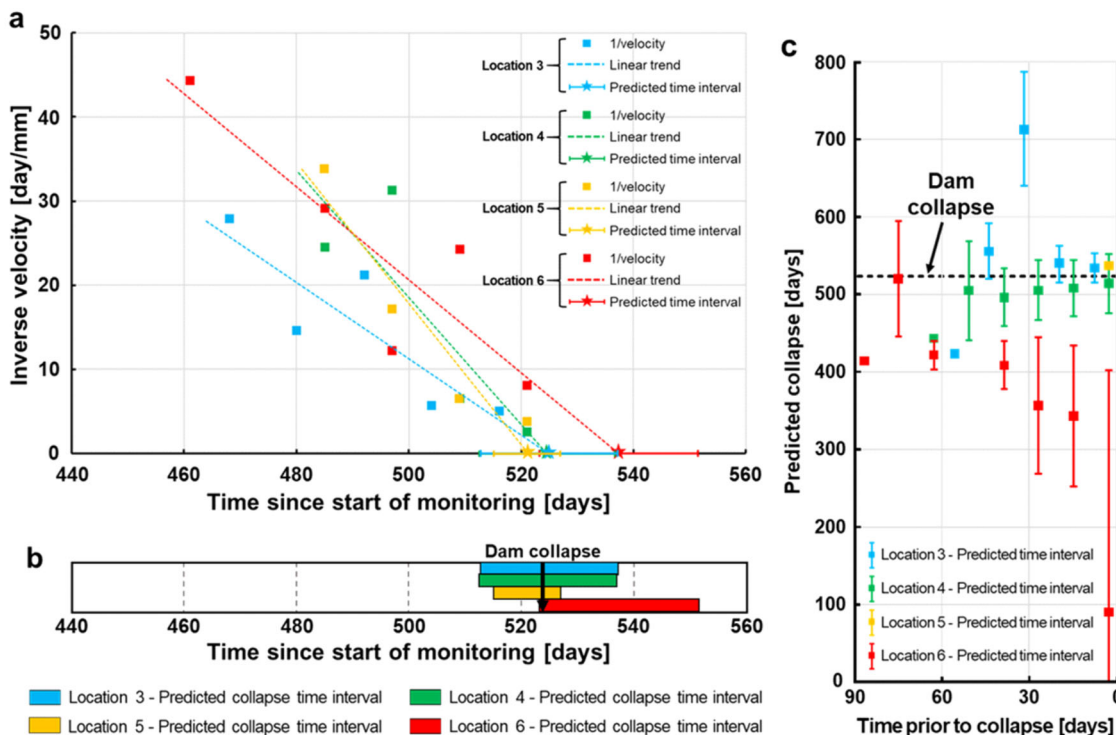 a
50
40
30
20
10
0
Inverse velocity [day/mm]
440 460 480 500 520 540 560
Time since start of monitoring [days]
Location 3
1/velocity
Linear trend
Predicted time interval
Location 4
1/velocity
Linear trend
Predicted time interval
Location 5
1/velocity
Linear trend
Predicted time interval
Location 6
1/velocity
Linear trend
Predicted time interval
b
Dam collapse
440 460 480 500 520 540 560
Time since start of monitoring [days]
Location 3 - Predicted collapse time interval
Location 4 - Predicted collapse time interval
Location 5 - Predicted collapse time interval
Location 6 - Predicted collapse time interval
c
800
700
600
500
400
300
200
100
0
Predicted collapse [days]
Dam
collapse
Location 3 - Predicted time interval
Location 4 - Predicted time interval
Location 5 - Predicted time interval
Location 6 - Predicted time interval
90 60 30 0
Time prior to collapse [days]